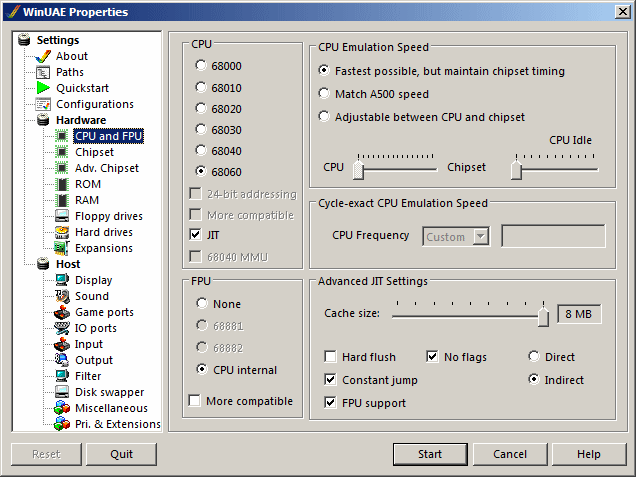 WinUAE Properties
Settings
About
Paths
Quickstart
Configurations
Hardware
CPU and FPU
Chipset
Adv. Chipset
ROM
RAM
Floppy drives
Hard drives
Expansions
Host
Display
Sound
Game ports
IO ports
Input
Output
Filter
Disk swapper
Miscellaneous
Pri. & Extensions
CPU
68000
68010
68020
68030
68040
68060
24-bit addressing
More compatible
JIT
68040 MMU
FPU
None
68881
68882
CPU internal
More compatible
CPU Emulation Speed
Fastest possible, but maintain chipset timing
Match A500 speed
Adjustable between CPU and chipset
CPU Idle
CPU Chipset
Cycle-exact CPU Emulation Speed
CPU Frequency Custom
Advanced JIT Settings
Cache size: 8 MB
Hard flush No flags Direct
Constant jump Indirect
FPU support
Reset Quit Start Cancel Help